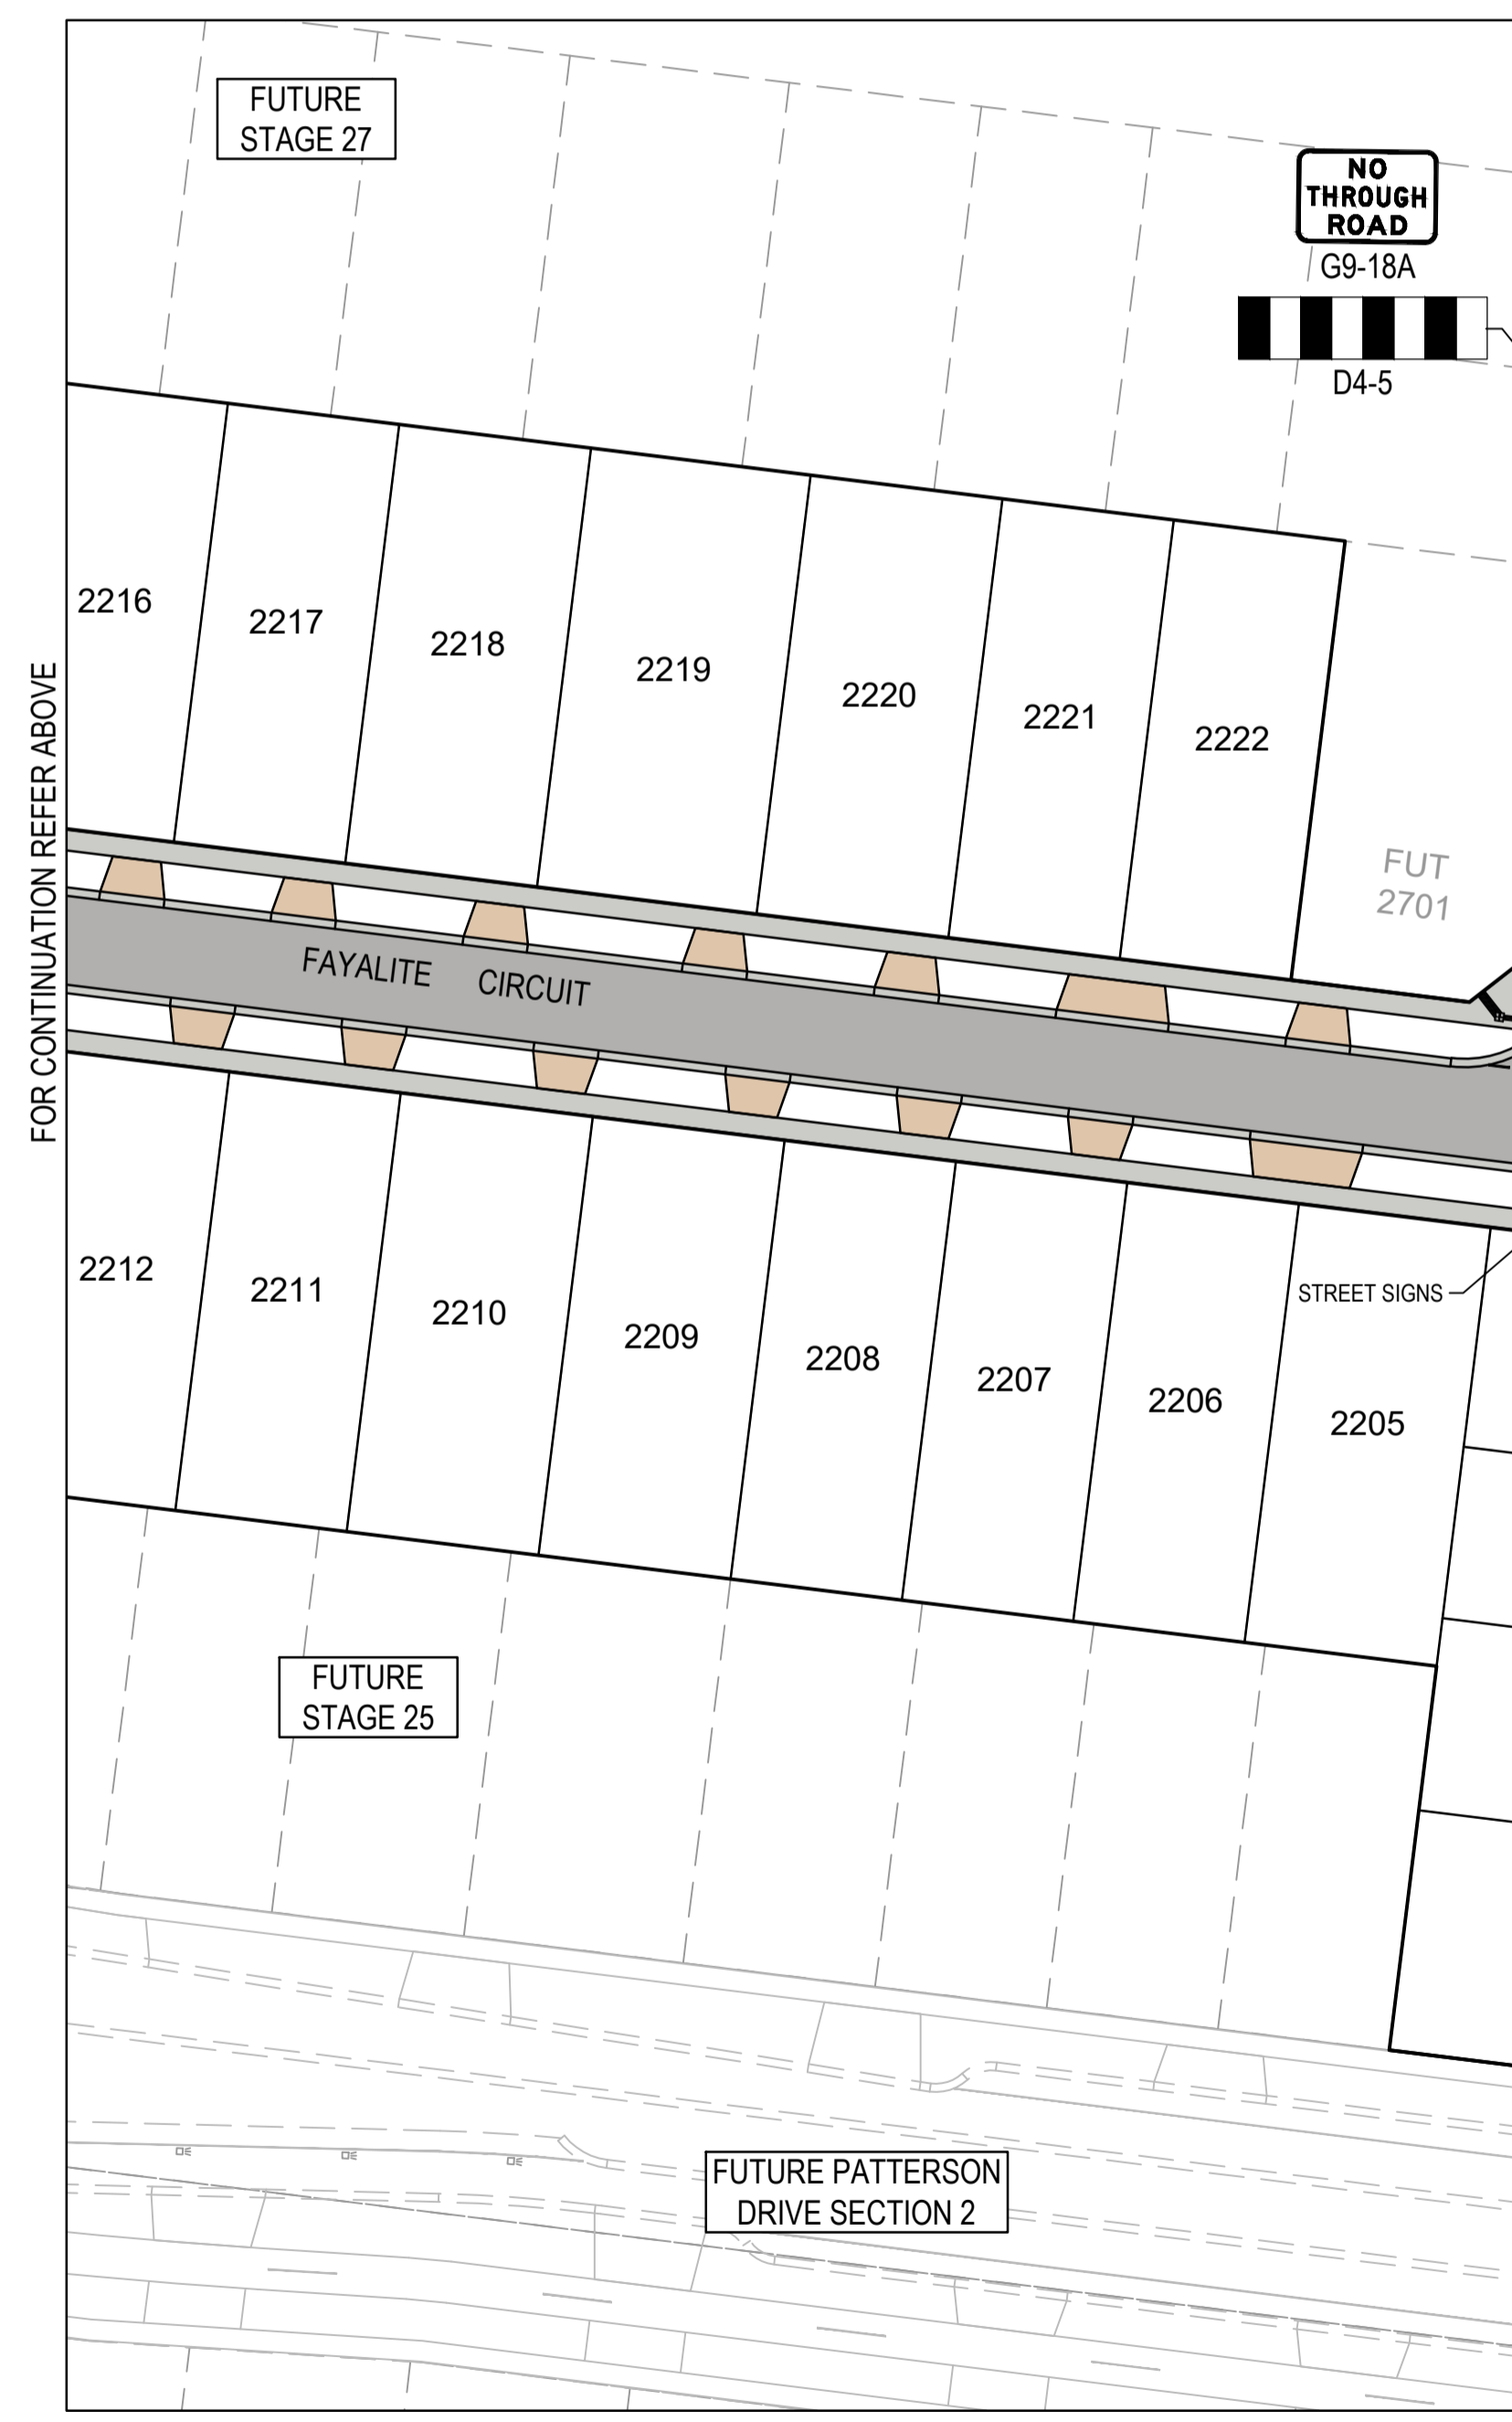 FUTURE
STAGE 27
NO
THROUGH
ROAD
G9-18A
D4-5
2216
2217
2218
2219
2220
2221
2222
FOR CONTINUATION REFER ABOVE
FUT
2701
FAYALITE CIRCUIT
2212
2211
2210
2209
2208
2207
2206
2205
STREET SIGNS
FUTURE
STAGE 25
FUTURE PATTERSON
DRIVE SECTION 2